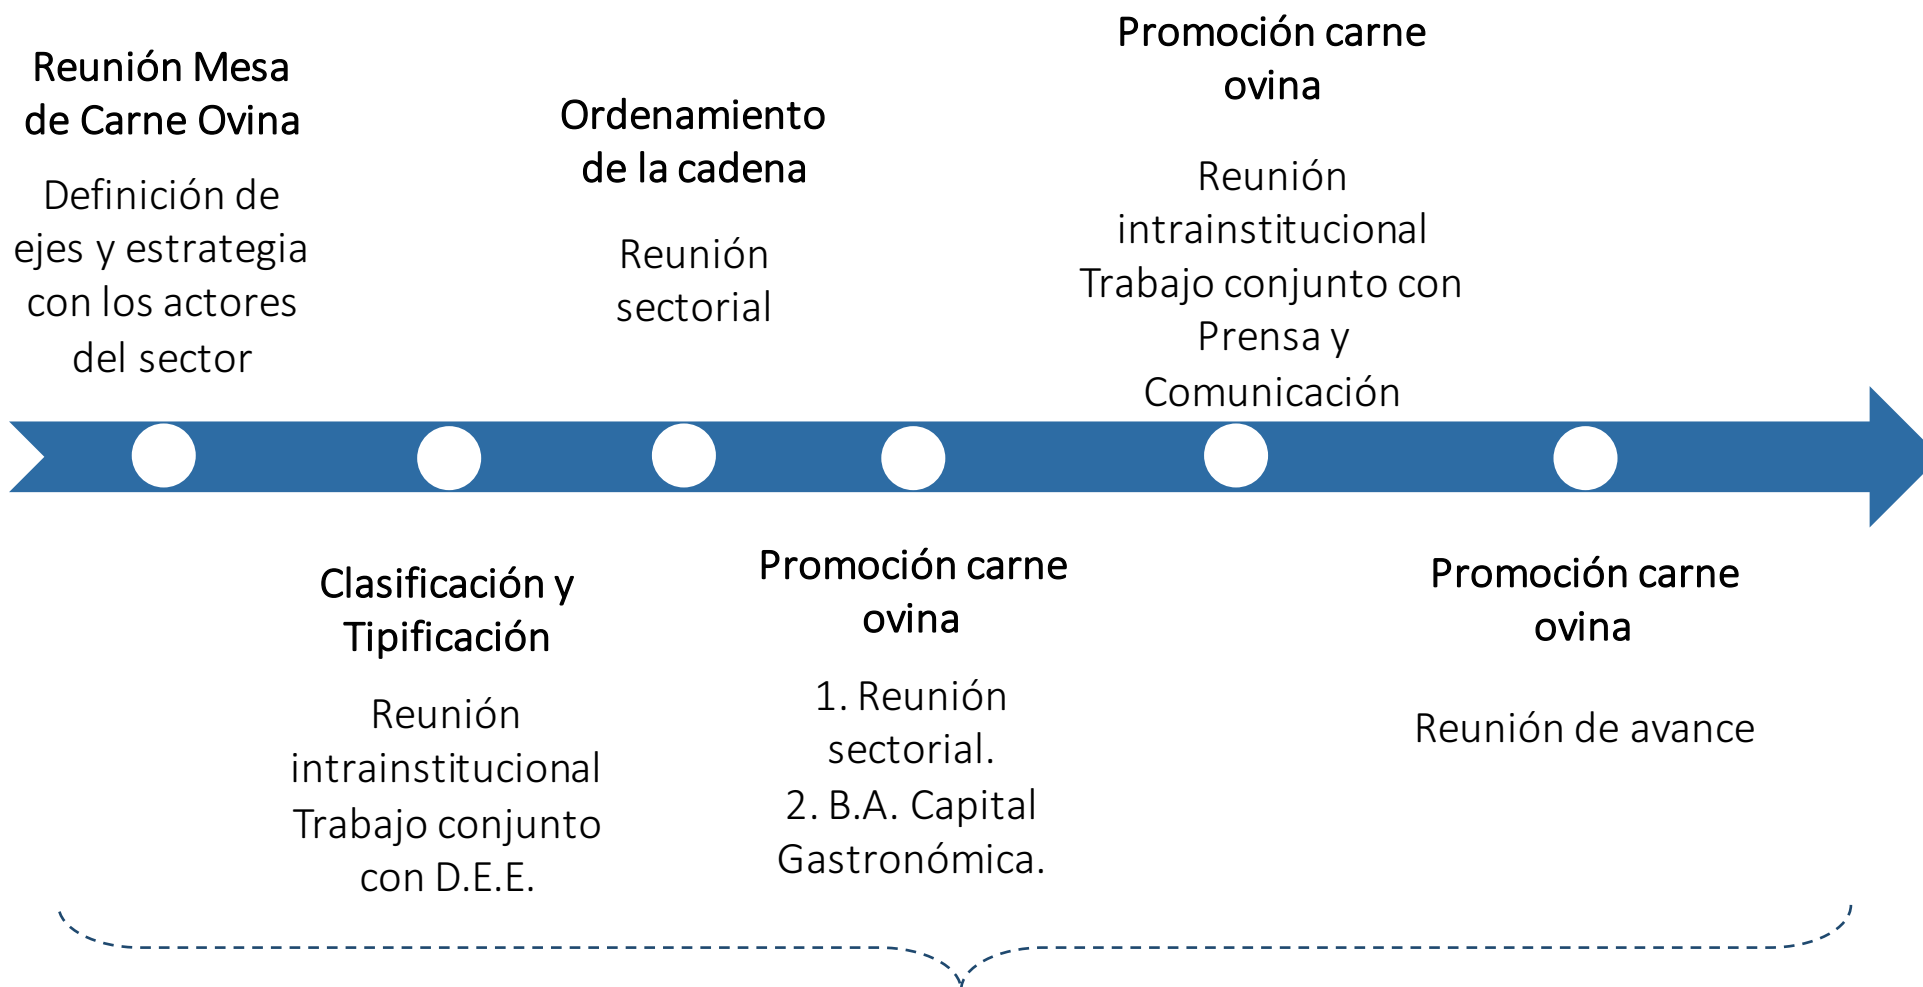 Reunión Mesa
de Carne Ovina
Definición de
ejes y estrategia
con los actores
del sector
Clasificación y
Tipificación
Reunión
intrainstitucional
Trabajo conjunto
con D.E.E.
Ordenamiento
de la cadena
Reunión
sectorial
Promoción carne
ovina
1. Reunión
sectorial.
2. B.A. Capital
Gastronómica.
Promoción carne
ovina
Reunión
intrainstitucional
Trabajo conjunto con
Prensa y
Comunicación
Promoción carne
ovina
Reunión de avance